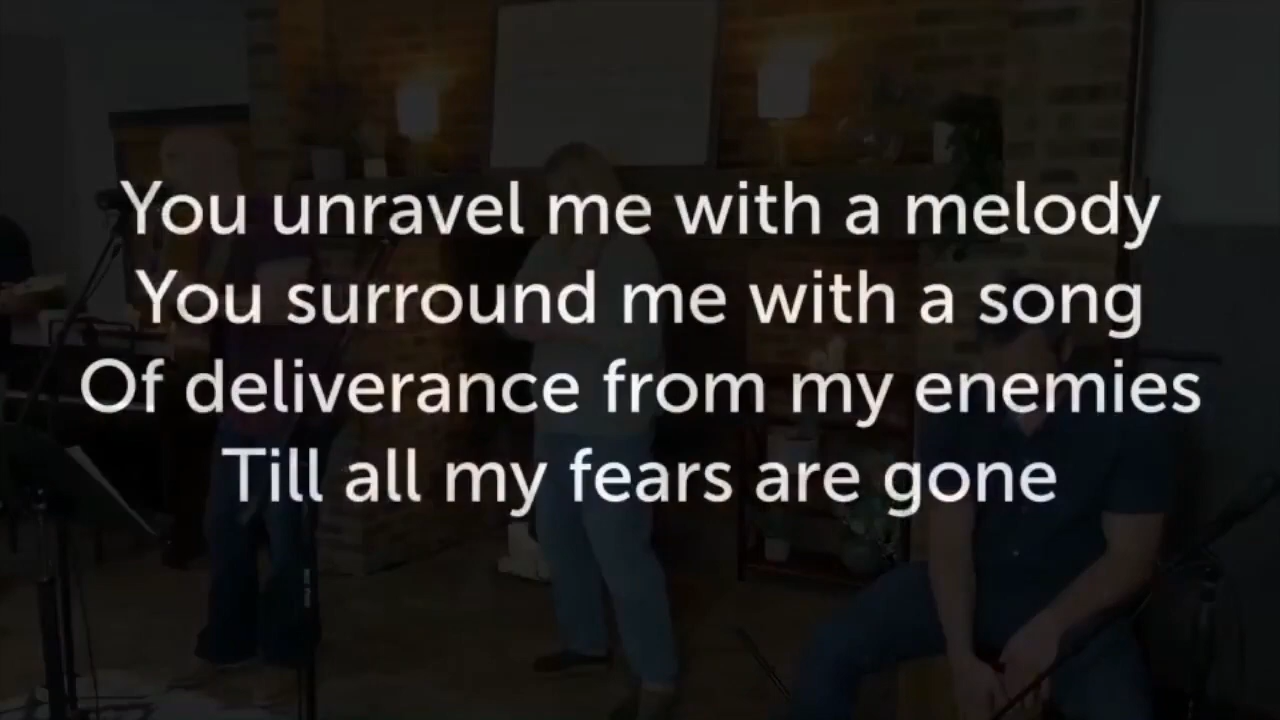 You unravel me with a melody
You surround me with a song
Of deliverance from my enemies
Till all my fears are gone